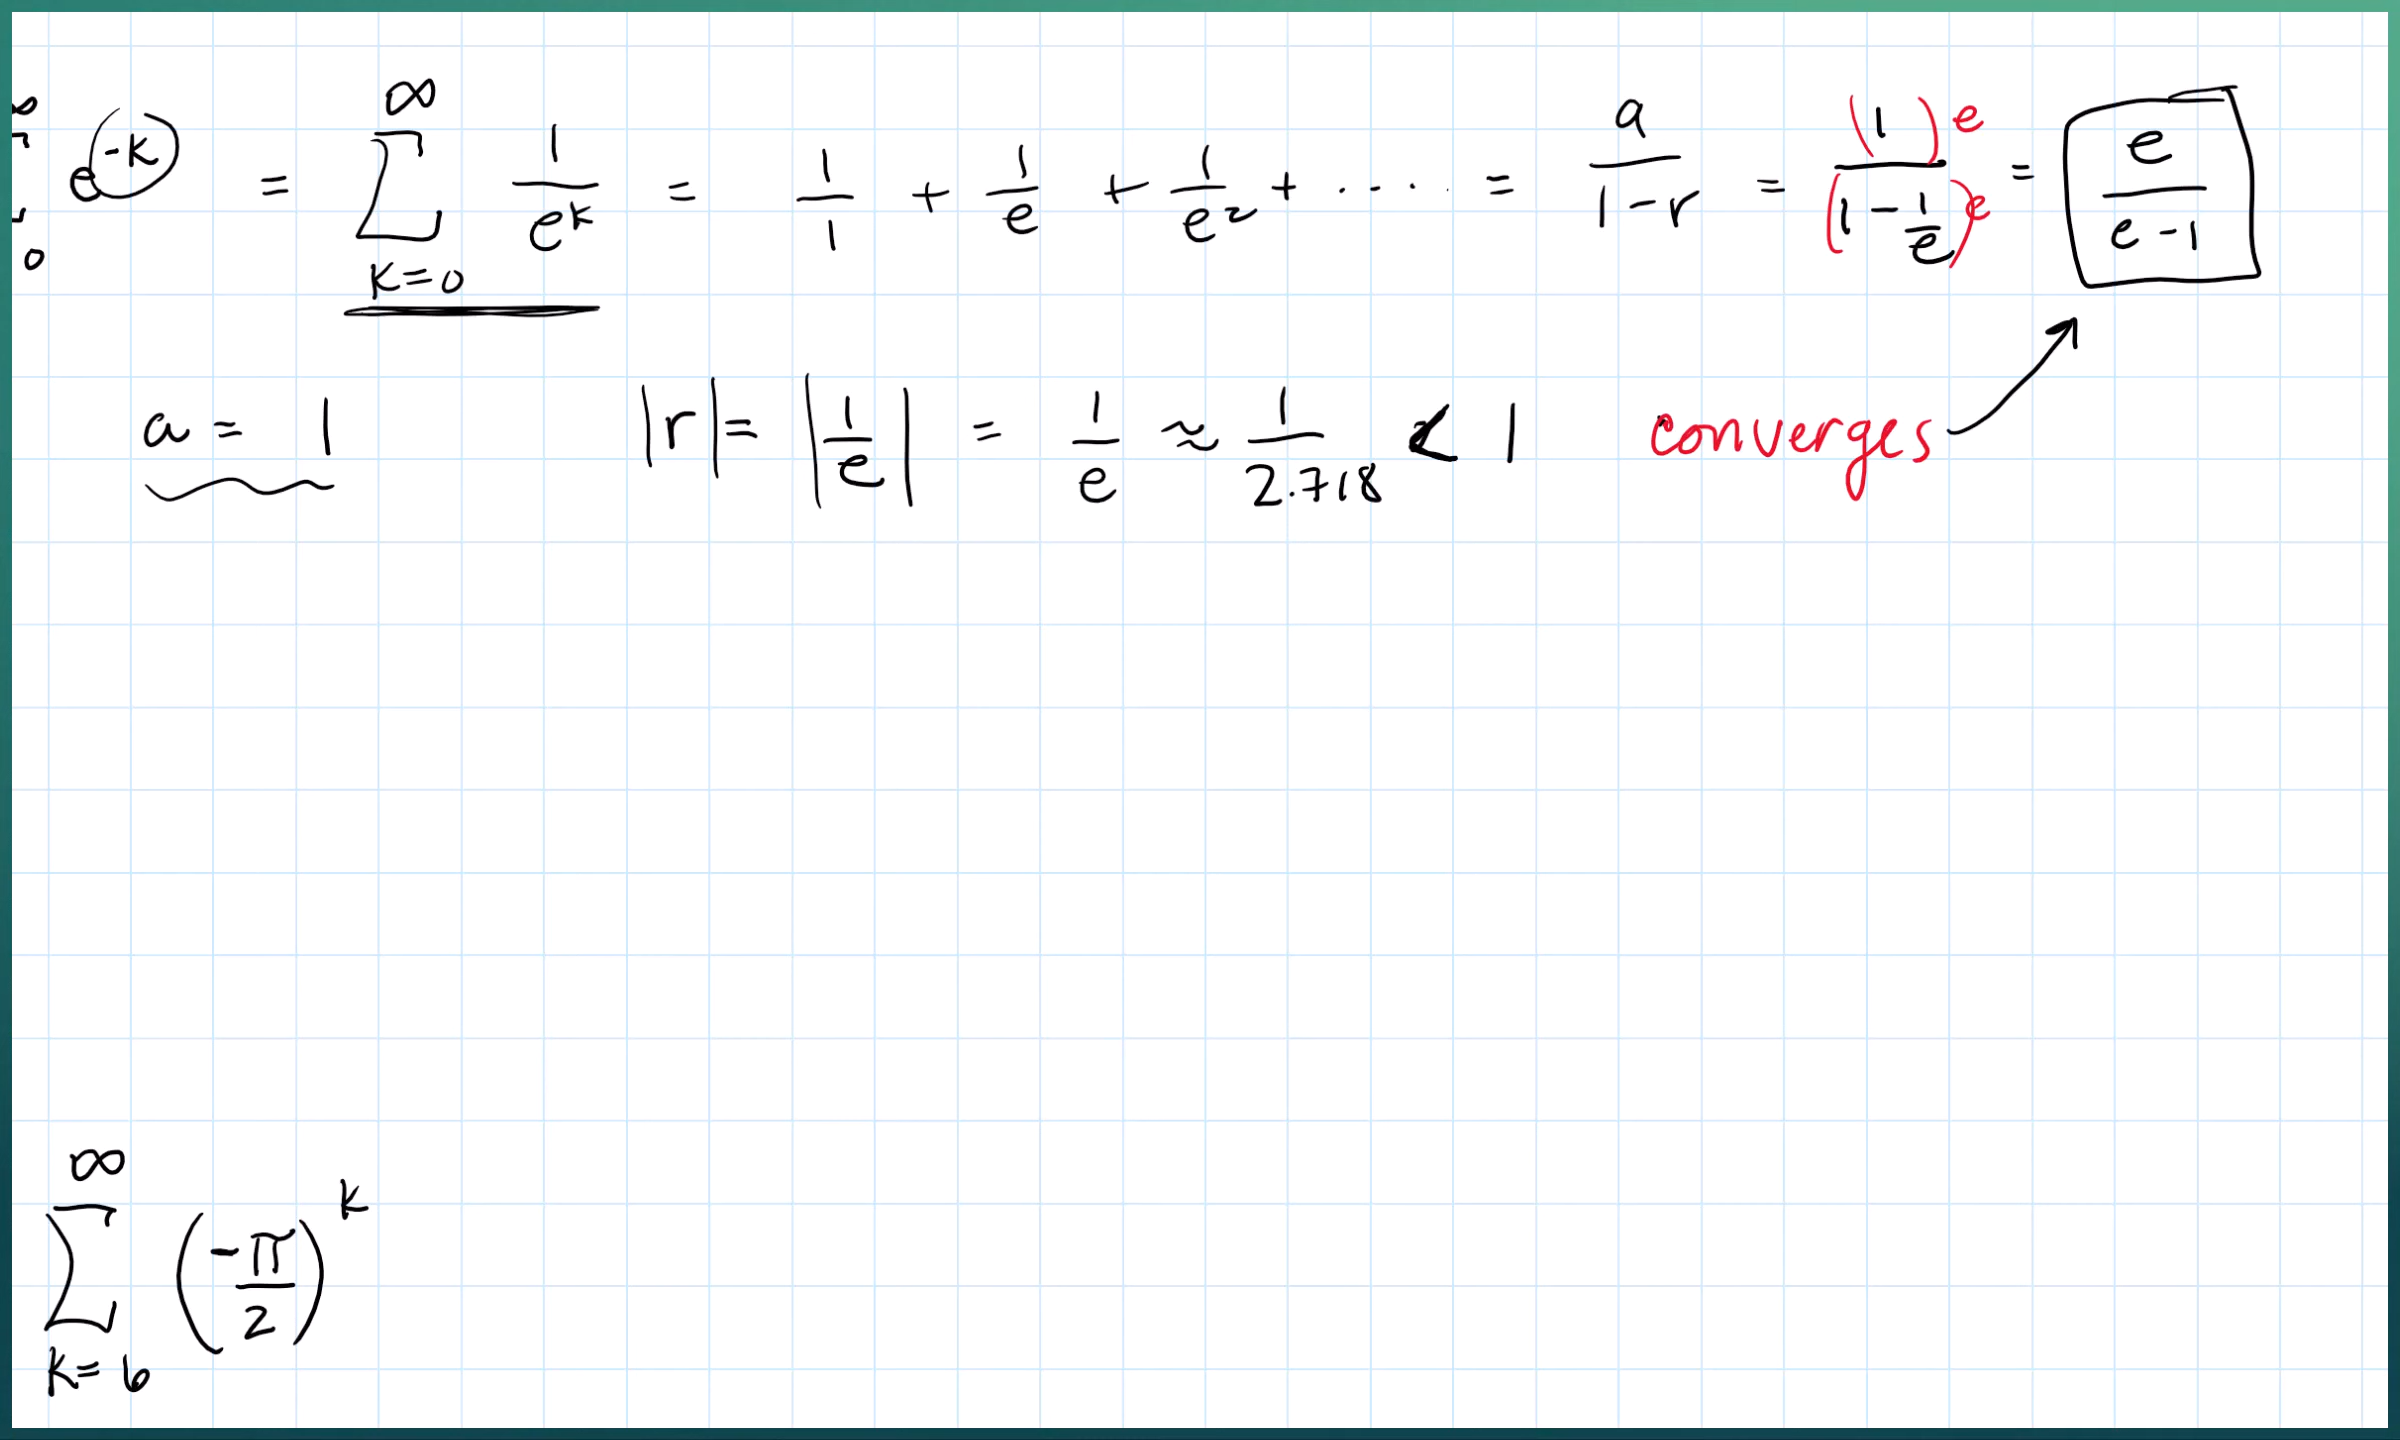 ∞ Σ 0 e^(-k) = ∞ Σ k=0 1/e^k = 1/1 + 1/e + 1/e² + ..... = a/(1-r) = (1)e/(1-1/e)e = e/(e-1)
a = 1 |r| = |1/e| = 1/e ≈ 1/2.718 < 1 converges
∞ Σ k=6 (-π/2)^k